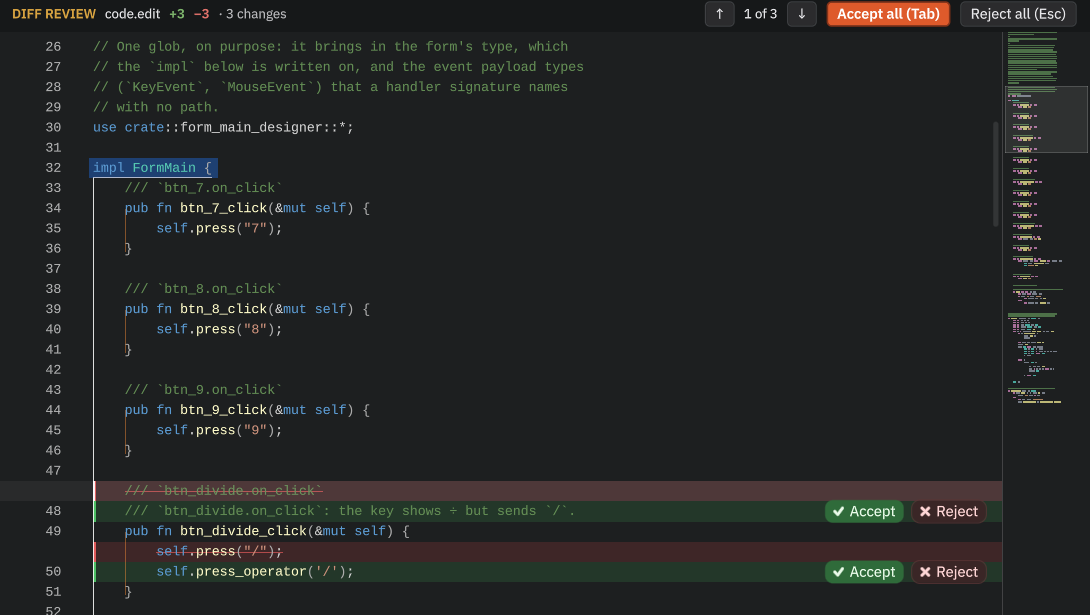 DIFF REVIEW code.edit +3 −3 · 3 changes ↑ 1 of 3 ↓ Accept all (Tab) Reject all (Esc)
26 // One glob, on purpose: it brings in the form's type, which
27 // the `impl` below is written on, and the event payload types
28 // (`KeyEvent`, `MouseEvent`) that a handler signature names
29 // with no path.
30 use crate::form_main_designer::*;
31
32 impl FormMain {
33     /// `btn_7.on_click`
34     pub fn btn_7_click(&mut self) {
35         self.press("7");
36     }
37
38     /// `btn_8.on_click`
39     pub fn btn_8_click(&mut self) {
40         self.press("8");
41     }
42
43     /// `btn_9.on_click`
44     pub fn btn_9_click(&mut self) {
45         self.press("9");
46     }
47
    /// `btn_divide.on_click`
48     /// `btn_divide.on_click`: the key shows ÷ but sends `/`. ✔ Accept ✖ Reject
49     pub fn btn_divide_click(&mut self) {
        self.press("/");
50         self.press_operator('/'); ✔ Accept ✖ Reject
51     }
52